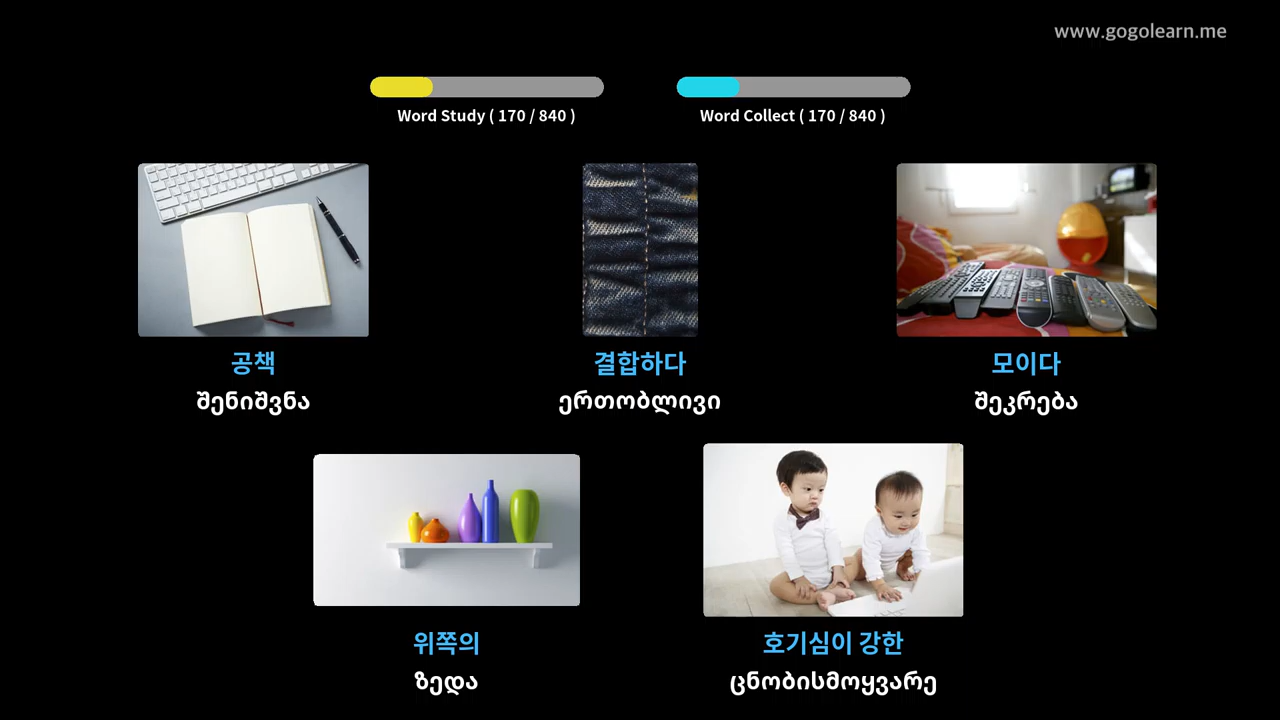 www.gogolearn.me
Word Study ( 170 / 840 )
Word Collect ( 170 / 840 )
공책
შენიშვნა
결합하다
ერთობლივი
모이다
შეკრება
위쪽의
ზედა
호기심이 강한
ცნობისმოყვარე